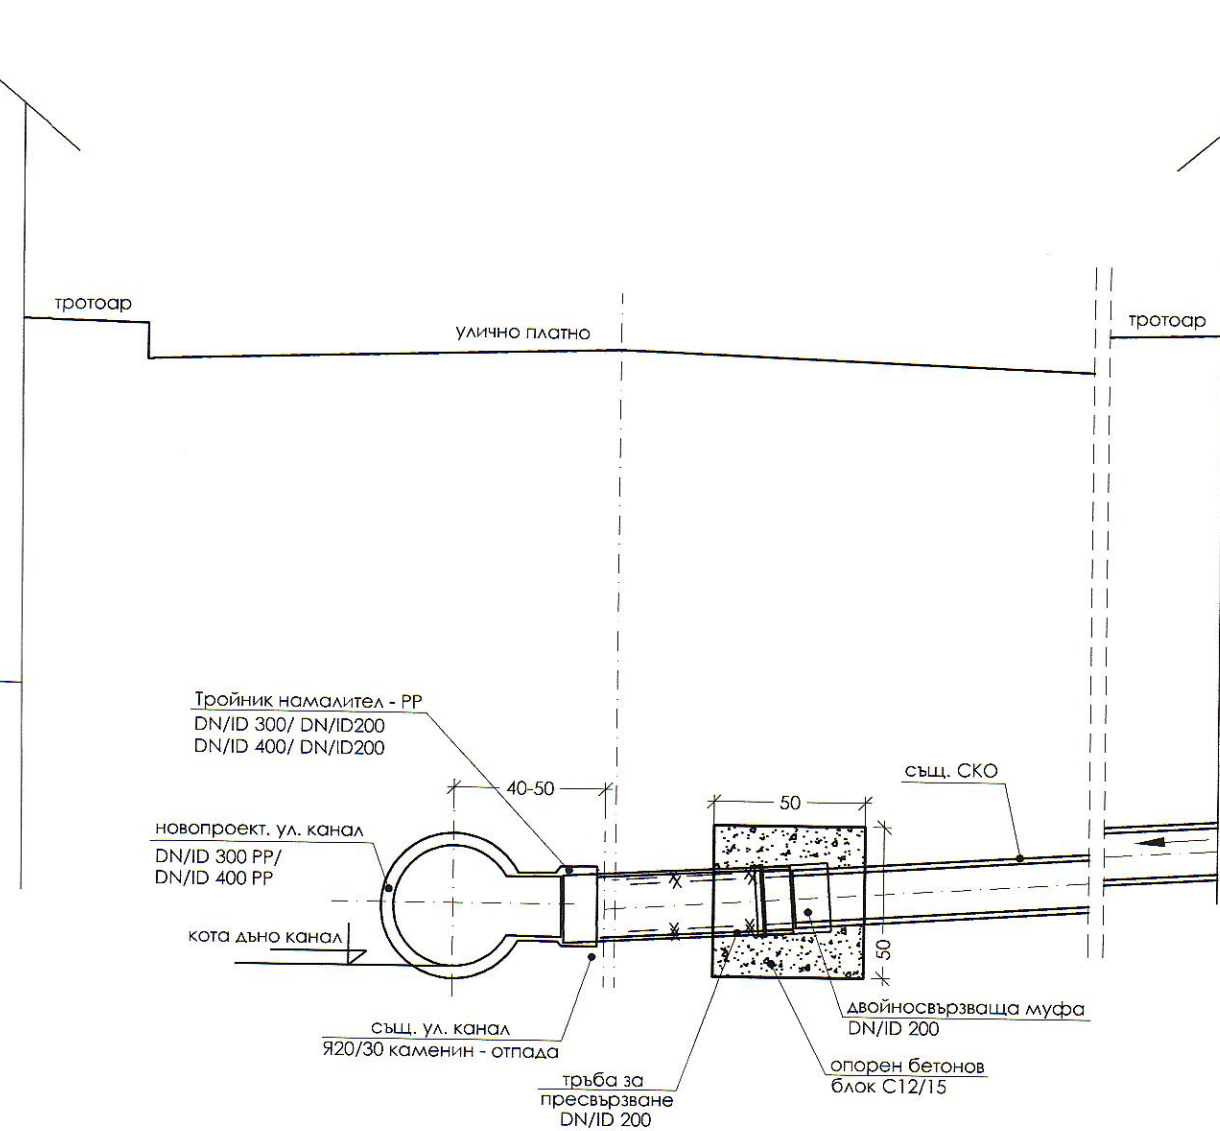 тротоар
улично платно
тротоар
Тройник намалител - PP
DN/ID 300/ DN/ID200
DN/ID 400/ DN/ID200
същ. СКО
40-50
50
новопроект. ул. канал
DN/ID 300 PP/
DN/ID 400 PP
кота дъно канал
50
същ. ул. канал
Я20/30 каменин - отпада
двойносвързваща муфа
DN/ID 200
опорен бетонов
блок C12/15
тръба за
пресвързване
DN/ID 200